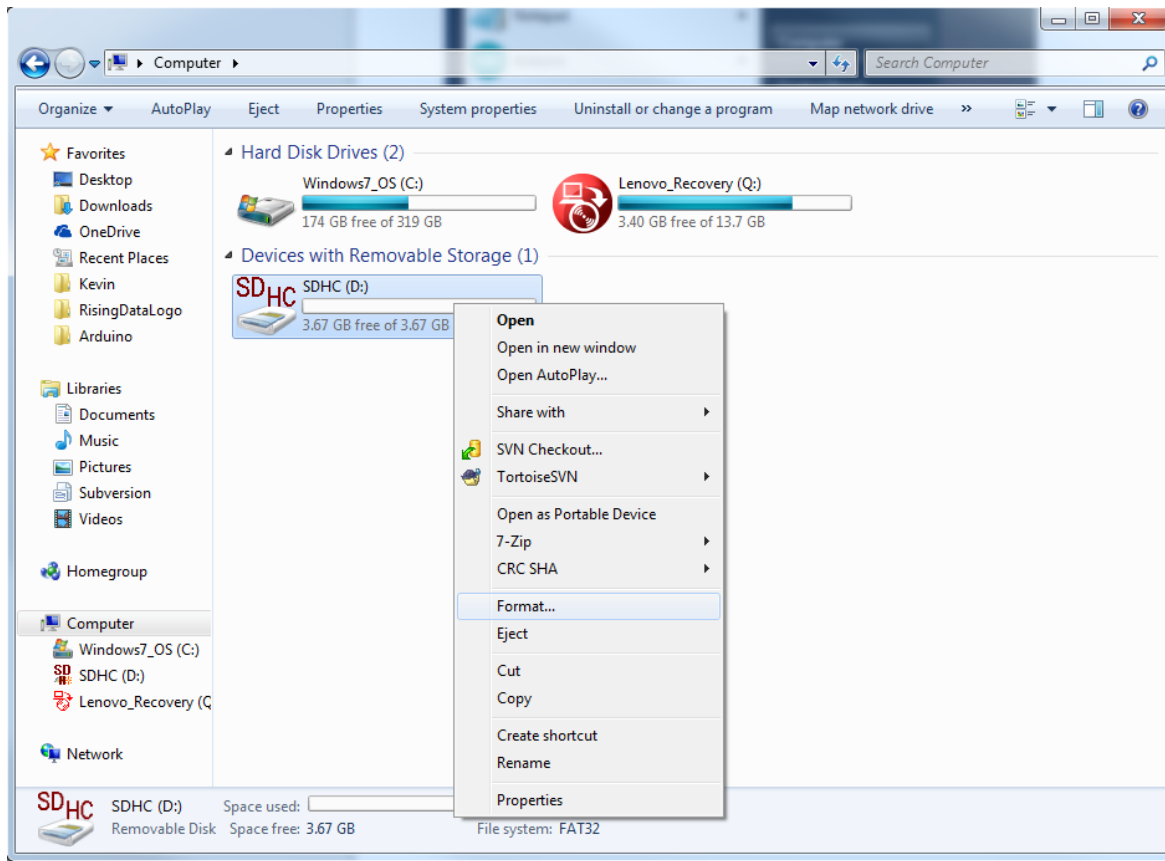 Computer
Search Computer
Organize
AutoPlay
Eject
Properties
System properties
Uninstall or change a program
Map network drive
»
Favorites
Desktop
Downloads
OneDrive
Recent Places
Kevin
RisingDataLogo
Arduino
Libraries
Documents
Music
Pictures
Subversion
Videos
Homegroup
Computer
Windows7_OS (C:)
SDHC (D:)
Lenovo_Recovery (Q
Network
Hard Disk Drives (2)
Windows7_OS (C:)
174 GB free of 319 GB
Lenovo_Recovery (Q:)
3.40 GB free of 13.7 GB
Devices with Removable Storage (1)
SDHC
SDHC (D:)
3.67 GB free of 3.67 GB
Open
Open in new window
Open AutoPlay...
Share with
SVN Checkout...
TortoiseSVN
Open as Portable Device
7-Zip
CRC SHA
Format...
Eject
Cut
Copy
Create shortcut
Rename
Properties
SDHC
SDHC (D:)
Space used:
Removable Disk
Space free: 3.67 GB
File system: FAT32